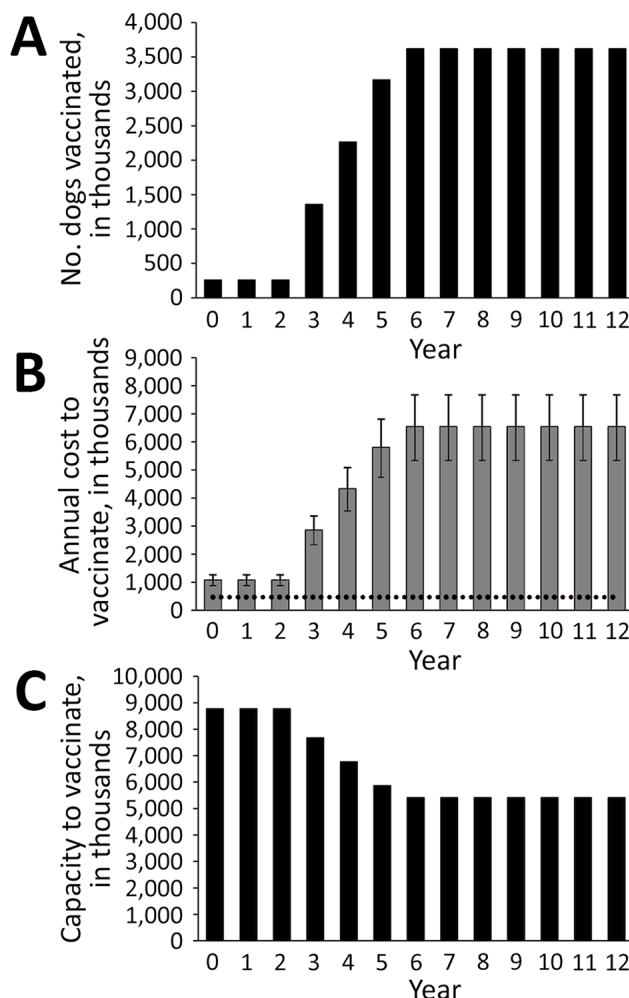 A
No. dogs vaccinated,
in thousands
4,000
3,500
3,000
2,500
2,000
1,500
1,000
500
0
0 1 2 3 4 5 6 7 8 9 10 11 12
Year
B
Annual cost to
vaccinate, in thousands
9,000
8,000
7,000
6,000
5,000
4,000
3,000
2,000
1,000
0
0 1 2 3 4 5 6 7 8 9 10 11 12
Year
C
Capacity to vaccinate,
in thousands
10,000
9,000
8,000
7,000
6,000
5,000
4,000
3,000
2,000
1,000
0
0 1 2 3 4 5 6 7 8 9 10 11 12
Year